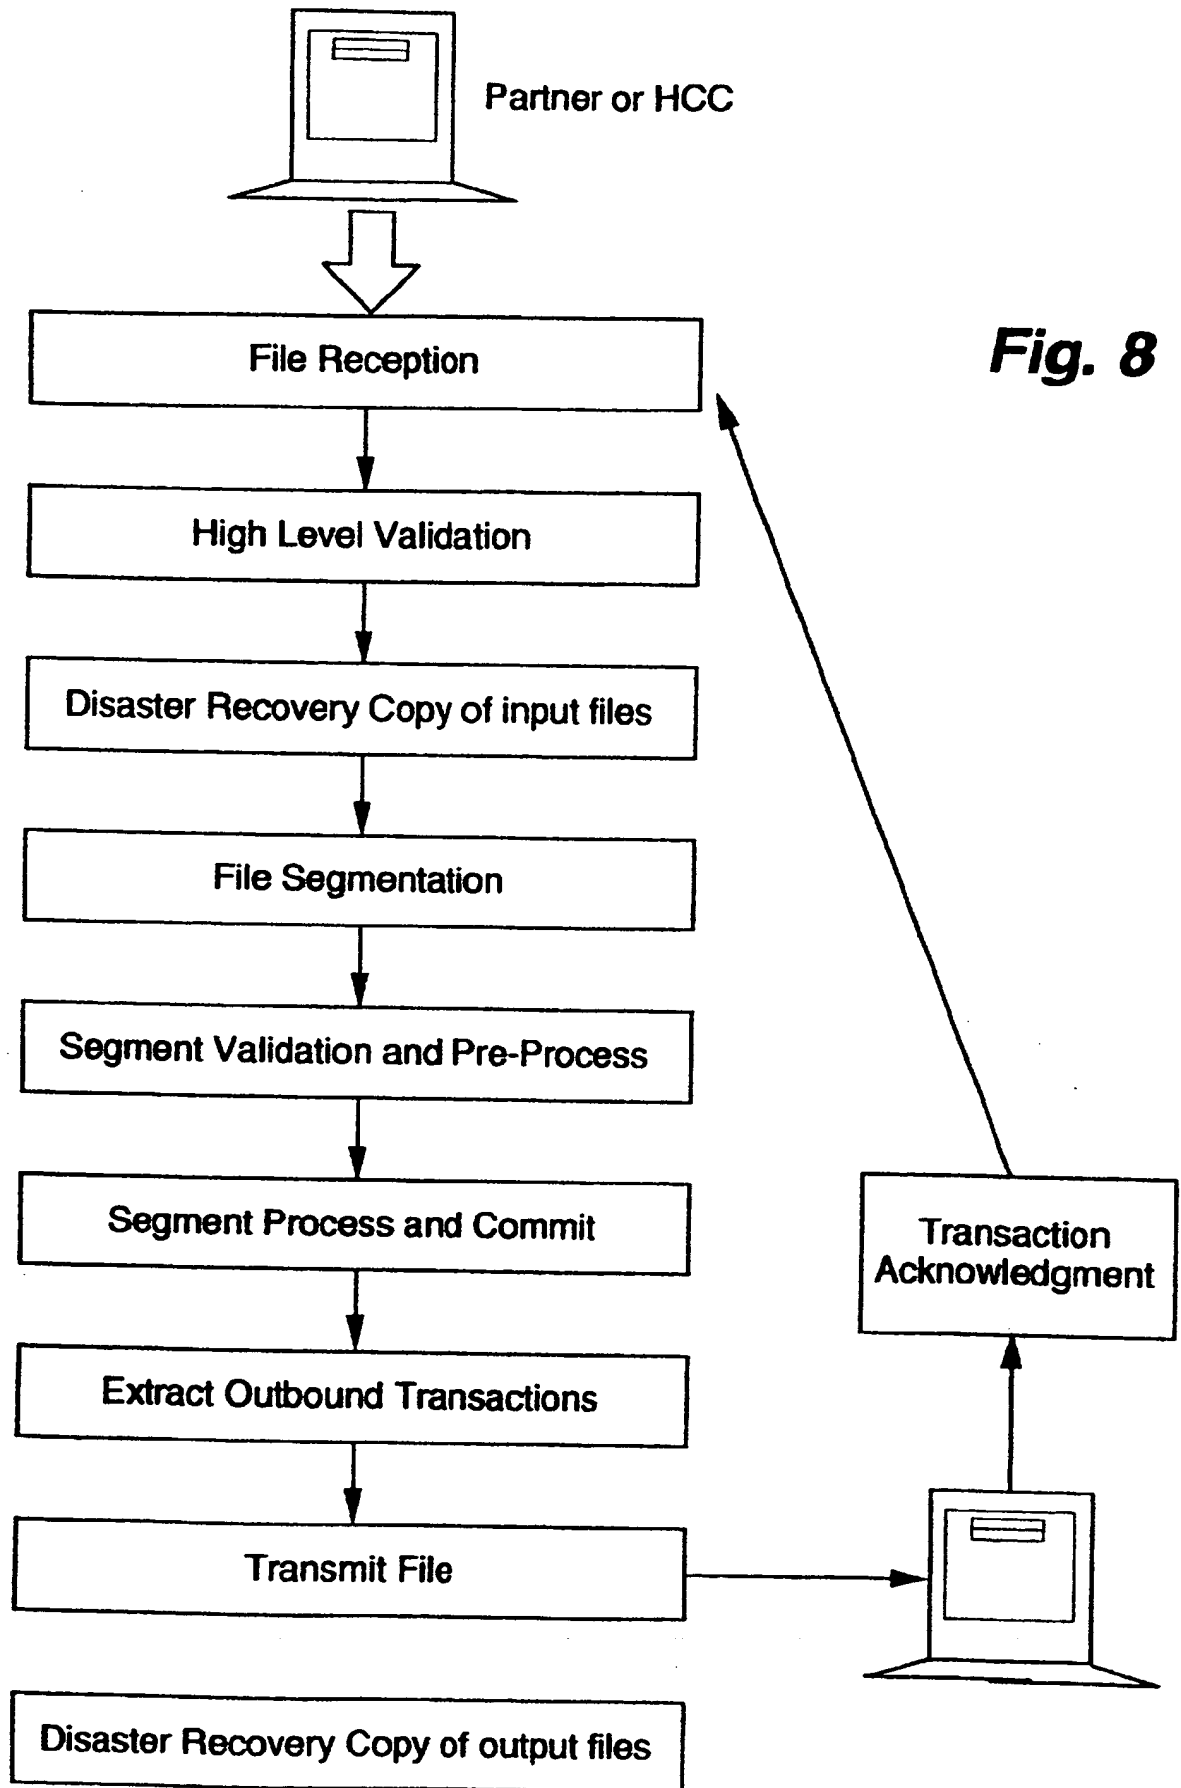 Partner or HCC
File Reception
Fig. 8
High Level Validation
Disaster Recovery Copy of input files
File Segmentation
Segment Validation and Pre-Process
Segment Process and Commit
Transaction
Acknowledgment
Extract Outbound Transactions
Transmit File
Disaster Recovery Copy of output files